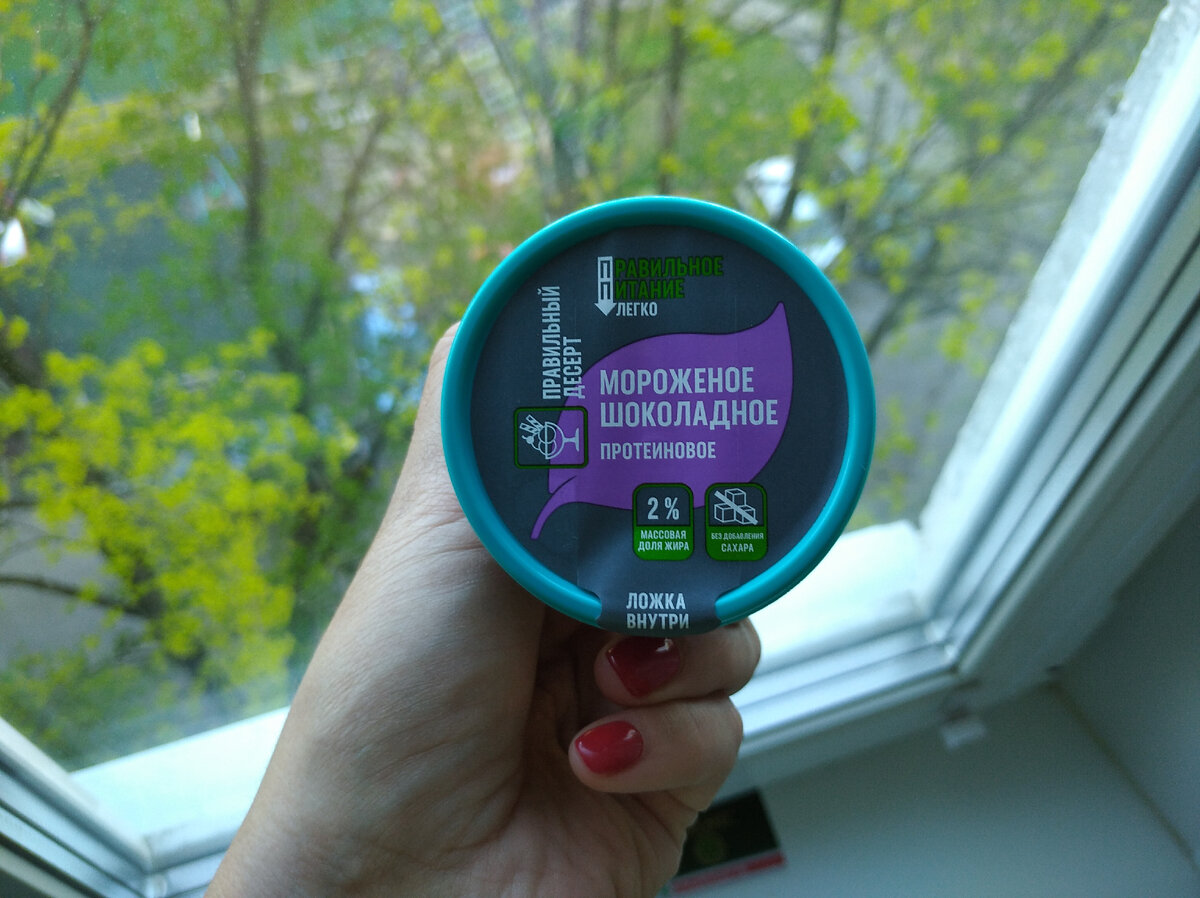 ПРАВИЛЬНОЕ
ПИТАНИЕ
ЛЕГКО
ПРАВИЛЬНЫЙ
ДЕСЕРТ
МОРОЖЕНОЕ
ШОКОЛАДНОЕ
ПРОТЕИНОВОЕ
2 %
МАССОВАЯ
ДОЛЯ ЖИРА
БЕЗ ДОБАВЛЕНИЯ
САХАРА
ЛОЖКА
ВНУТРИ